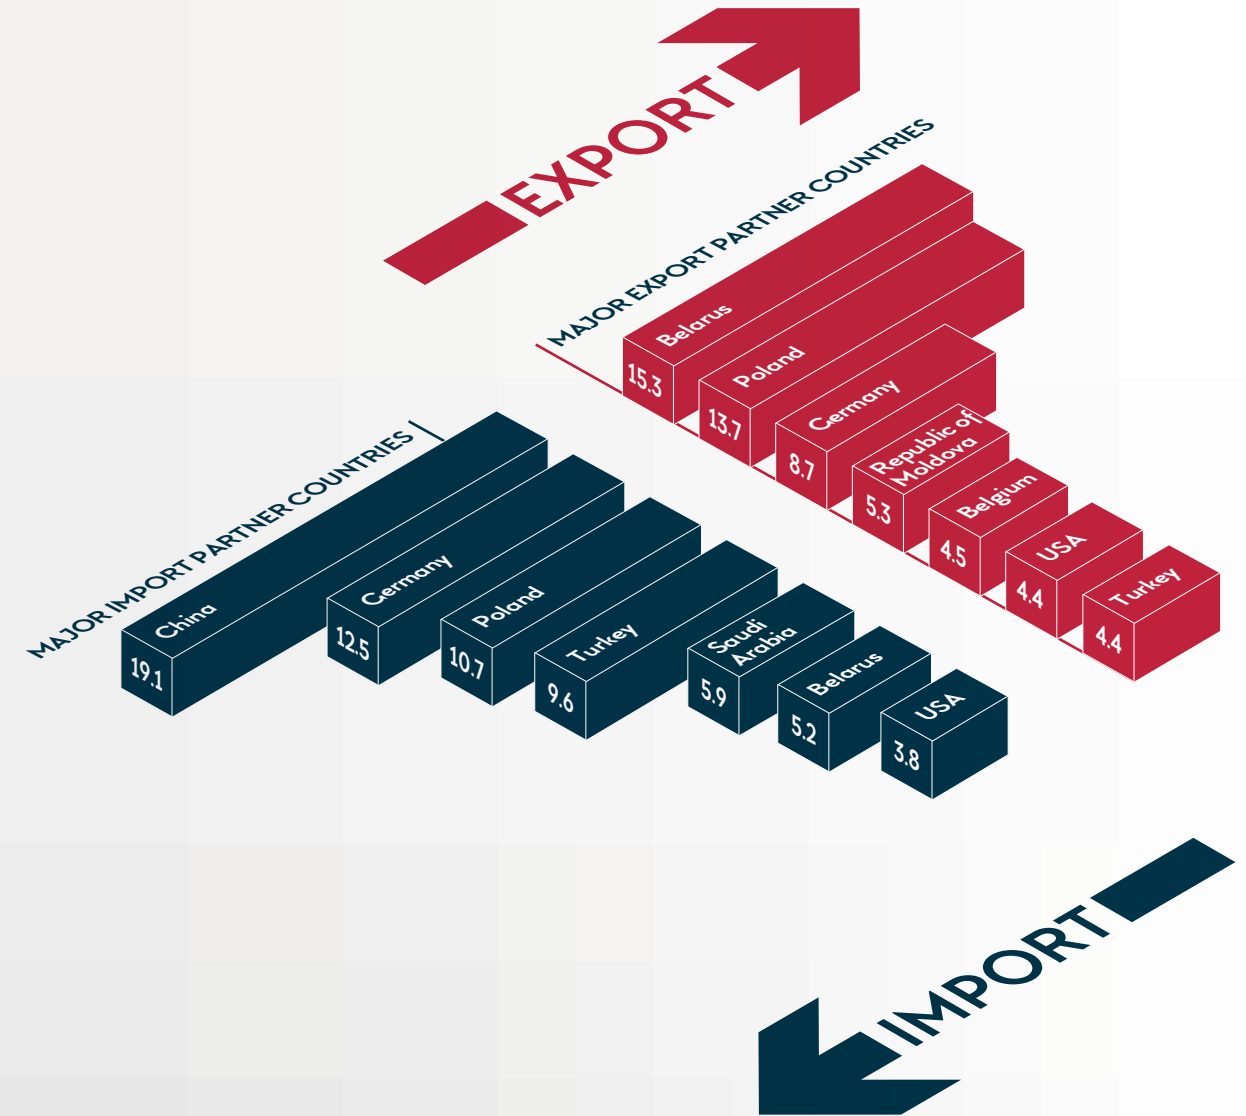 EXPORT
MAJOR EXPORT PARTNER COUNTRIES
Belarus
15.3
Poland
13.7
Germany
8.7
Republic of
Moldova
5.3
Belgium
4.5
USA
4.4
Turkey
4.4
MAJOR IMPORT PARTNER COUNTRIES
China
19.1
Germany
12.5
Poland
10.7
Turkey
9.6
Saudi
Arabia
5.9
Belarus
5.2
USA
3.8
IMPORT